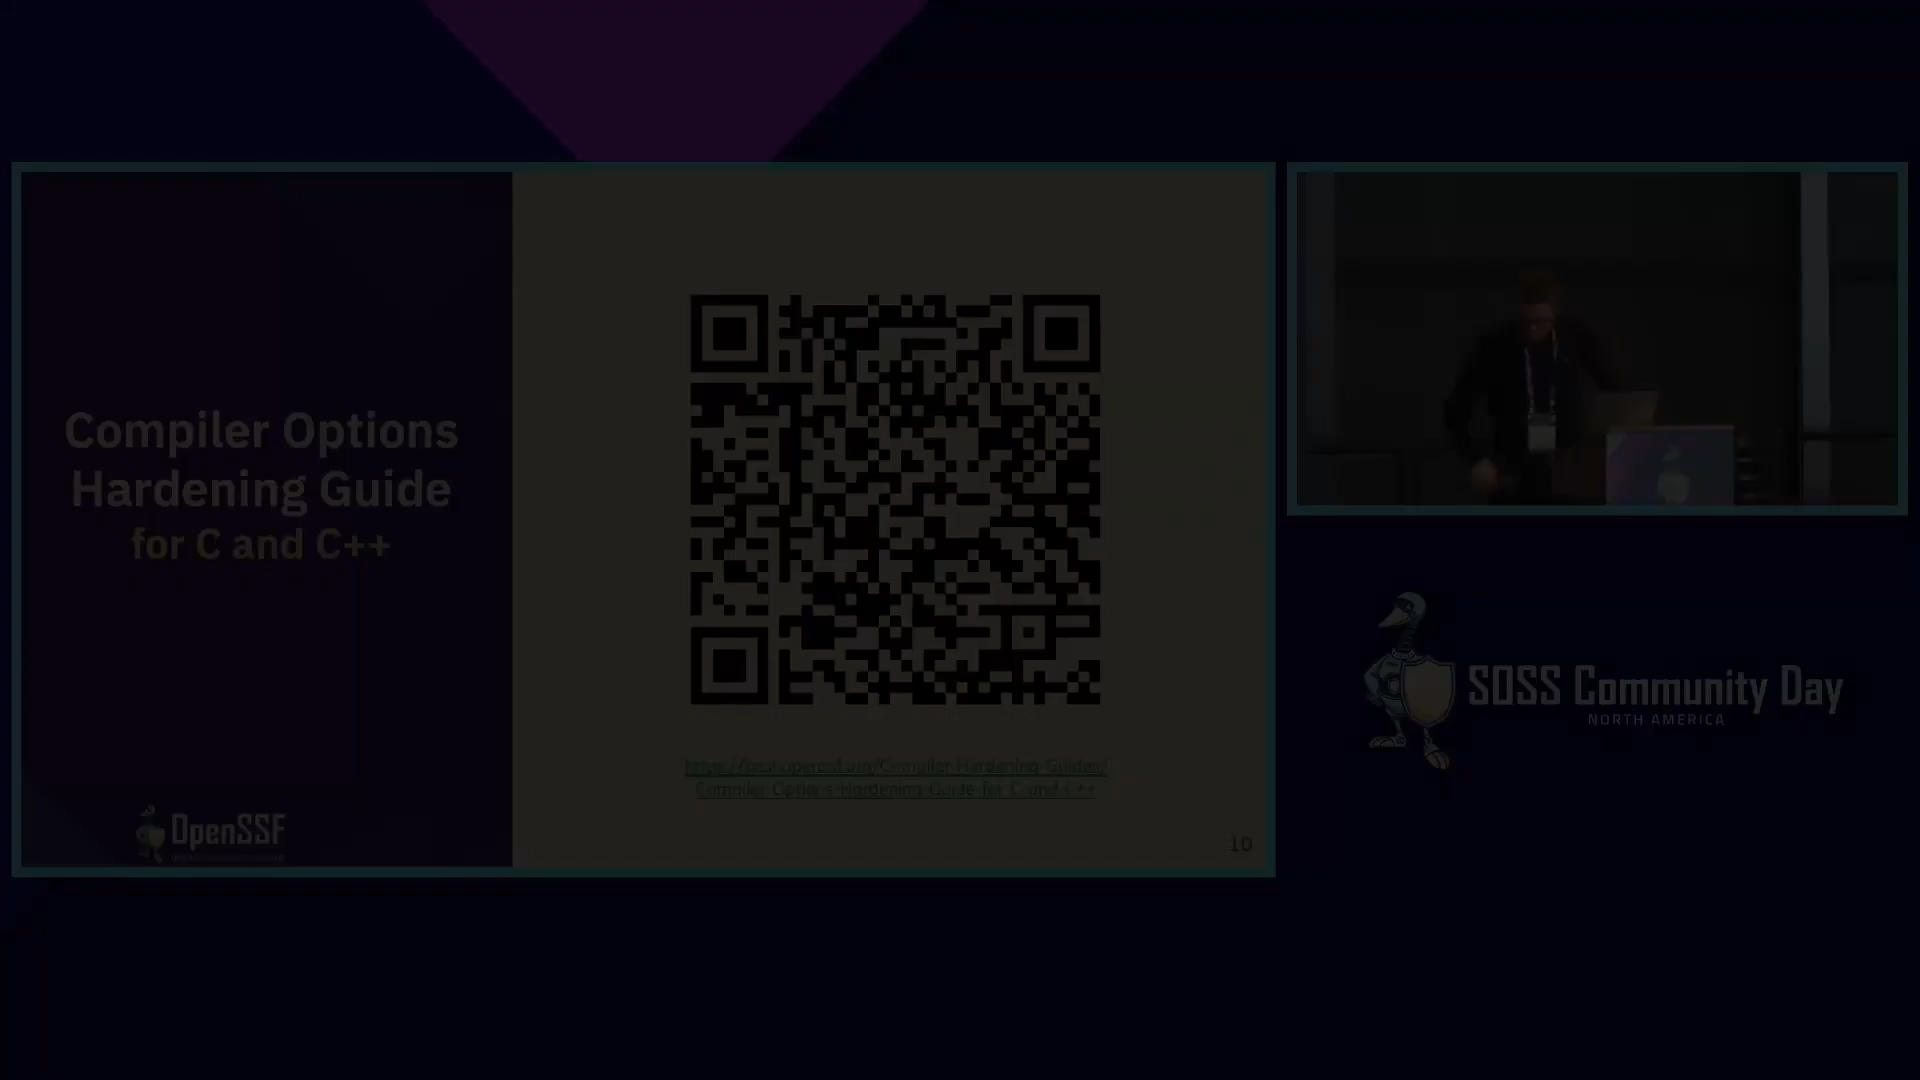 Compiler Options
Hardening Guide
for C and C++
https://best.openssf.org/Compiler-Hardening-Guides/
Compiler-Options-Hardening-Guide-for-C-and-C++
OpenSSF
10
SOSS Community Day
NORTH AMERICA